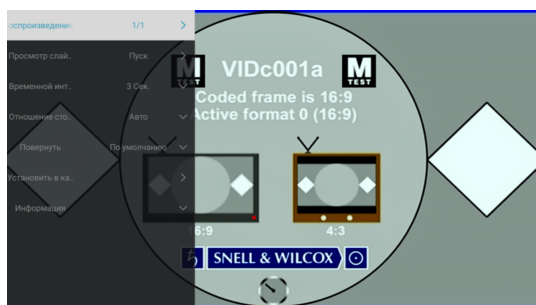 оспроизведени 1/1
Просмотр слай.. Пуск
Временной инт.. 3 Сек.
Отношение сто.. Авто
Повернуть По умолчанию
Установить в ка..
Информация
M TEST VIDc001a M TEST
Coded frame is 16:9
Active format 0 (16:9)
16:9 4:3
SNELL & WILCOX